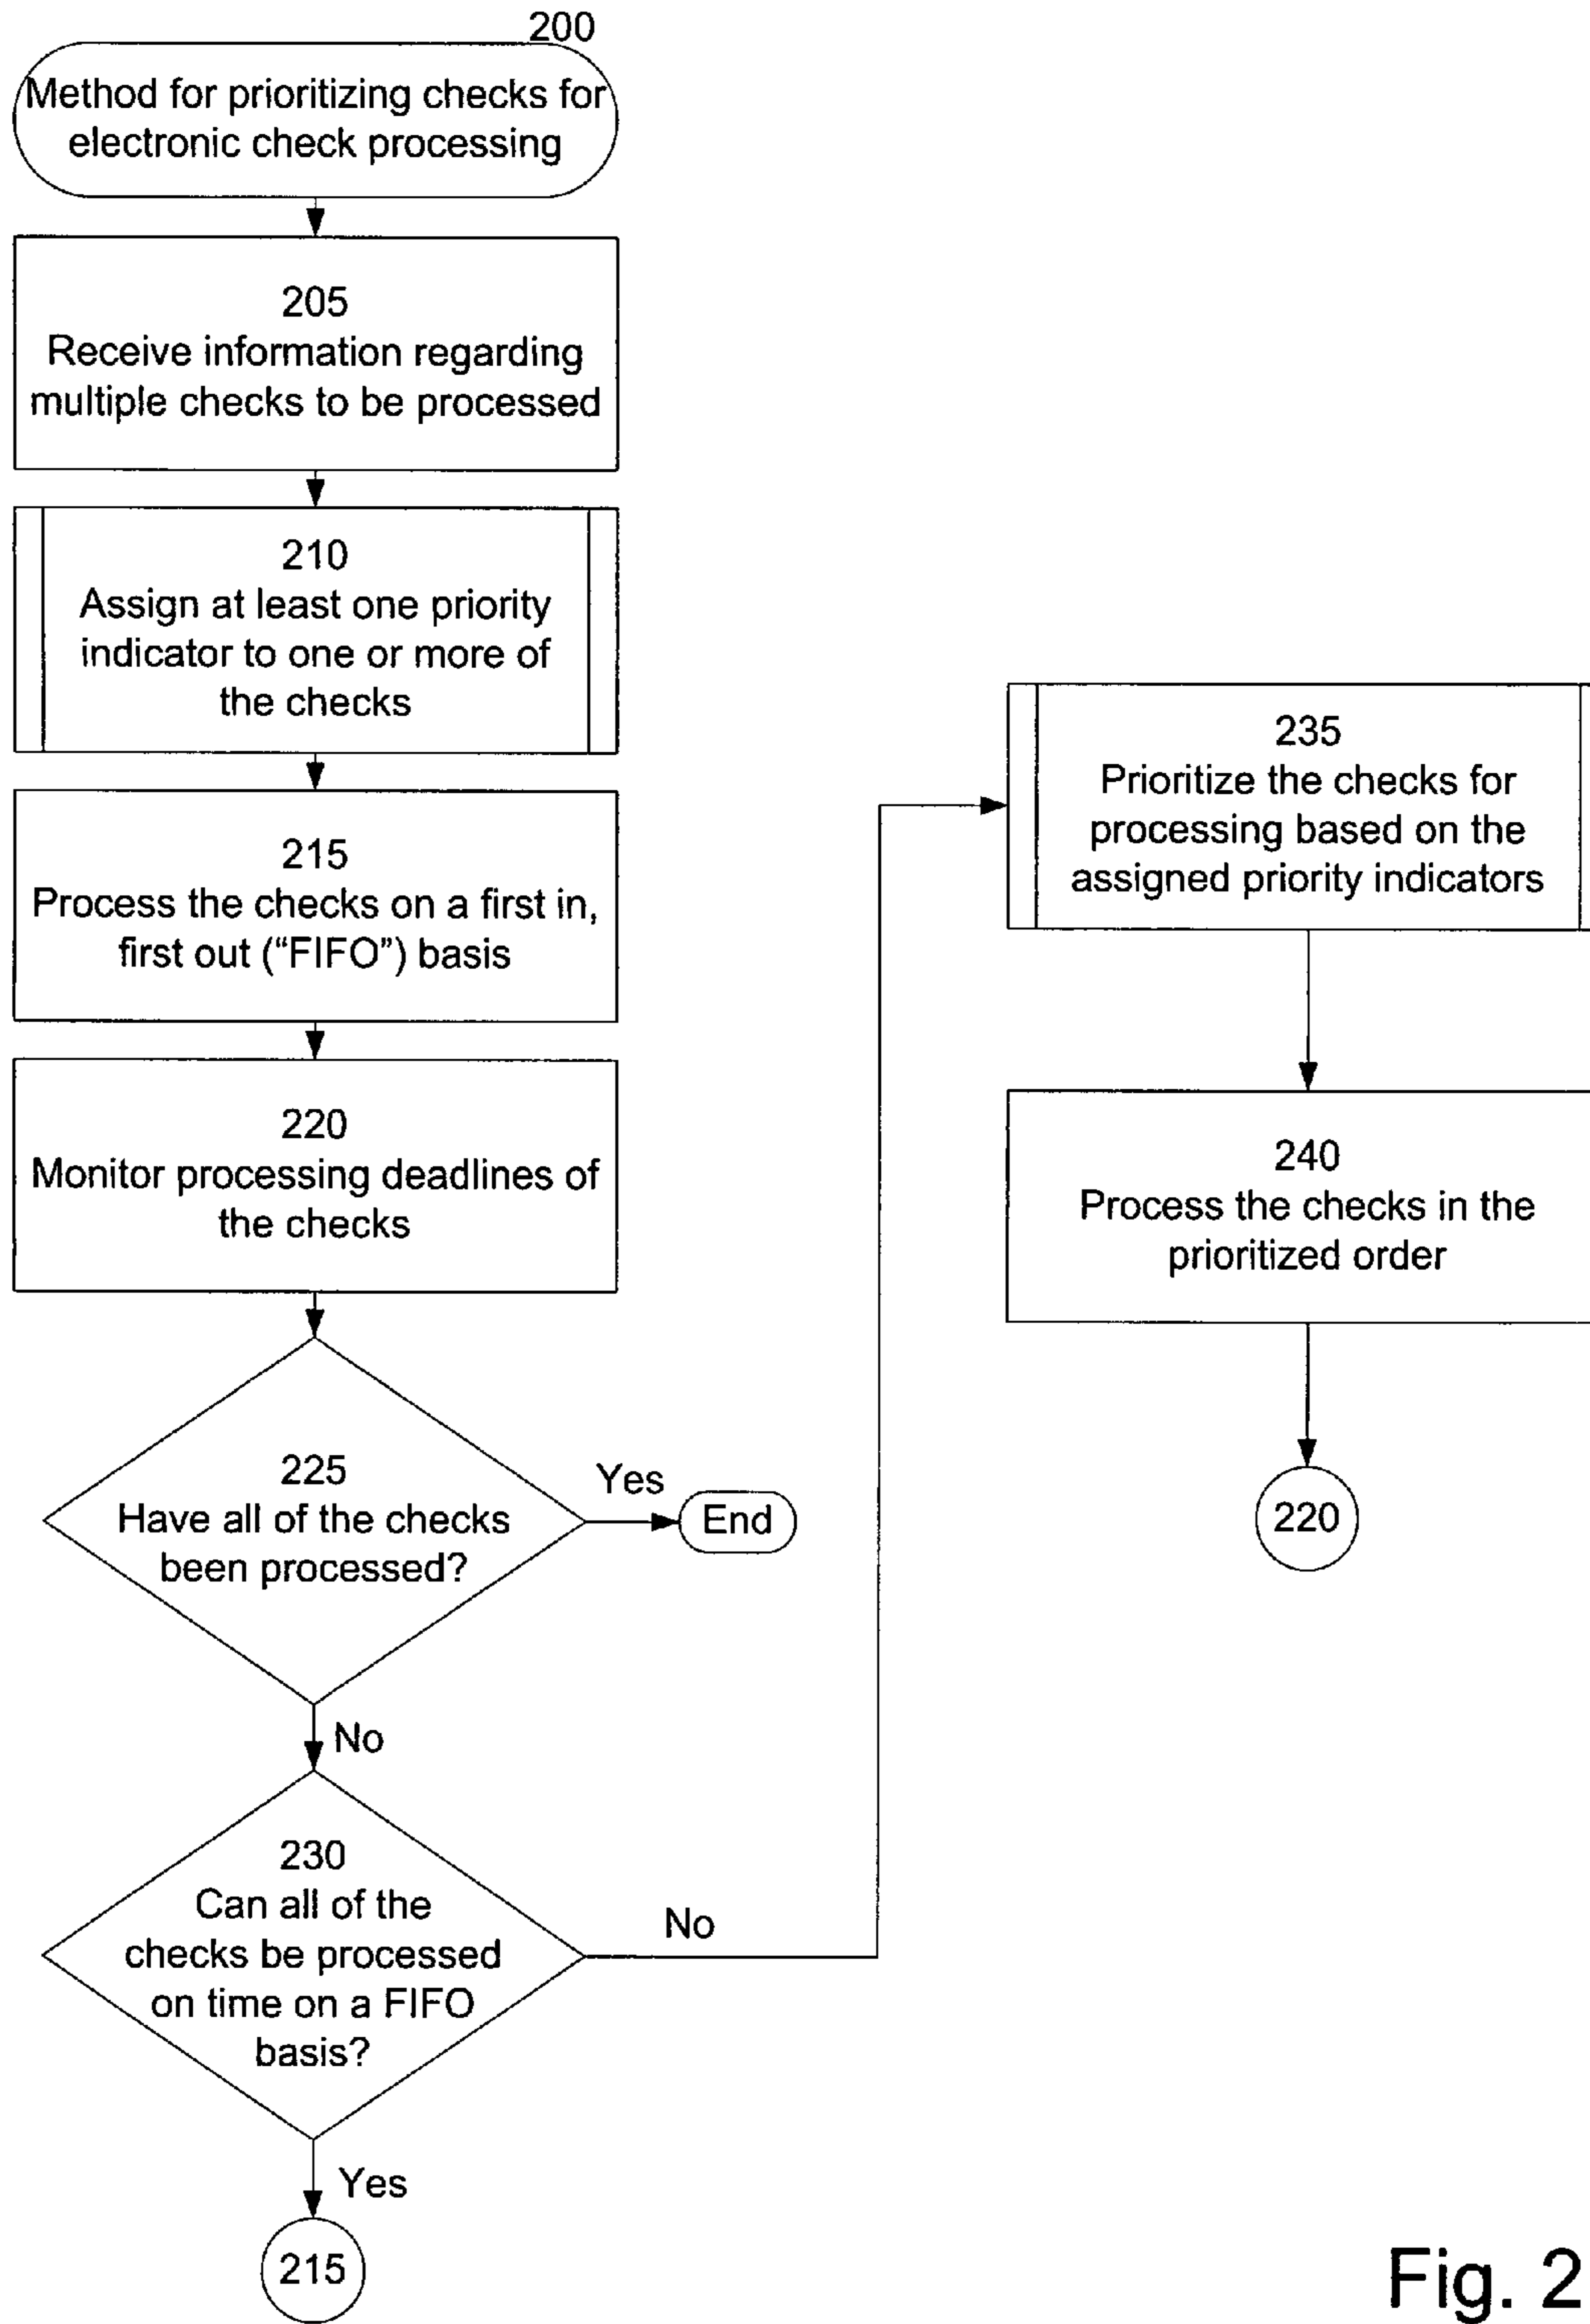 200
Method for prioritizing checks for
electronic check processing
205
Receive information regarding
multiple checks to be processed
210
Assign at least one priority
indicator to one or more of
the checks
215
Process the checks on a first in,
first out (“FIFO”) basis
220
Monitor processing deadlines of
the checks
225
Have all of the checks
been processed?
Yes
End
No
230
Can all of the
checks be processed
on time on a FIFO
basis?
No
Yes
215
235
Prioritize the checks for
processing based on the
assigned priority indicators
240
Process the checks in the
prioritized order
220
Fig. 2